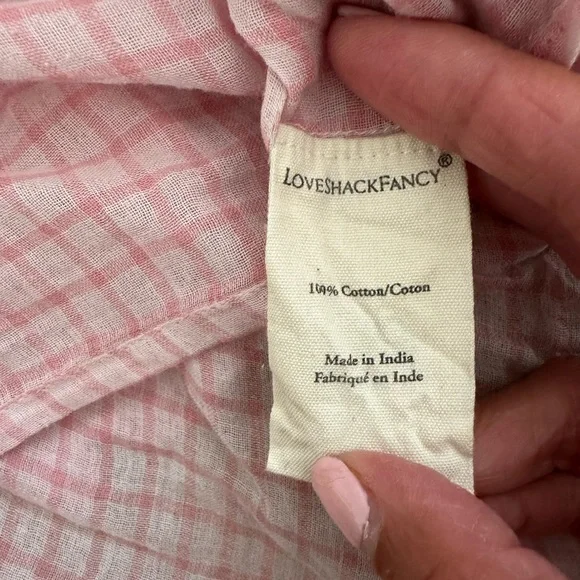 LOVESHACKFANCY®
100% Cotton/Coton
Made in India
Fabriqué en Inde